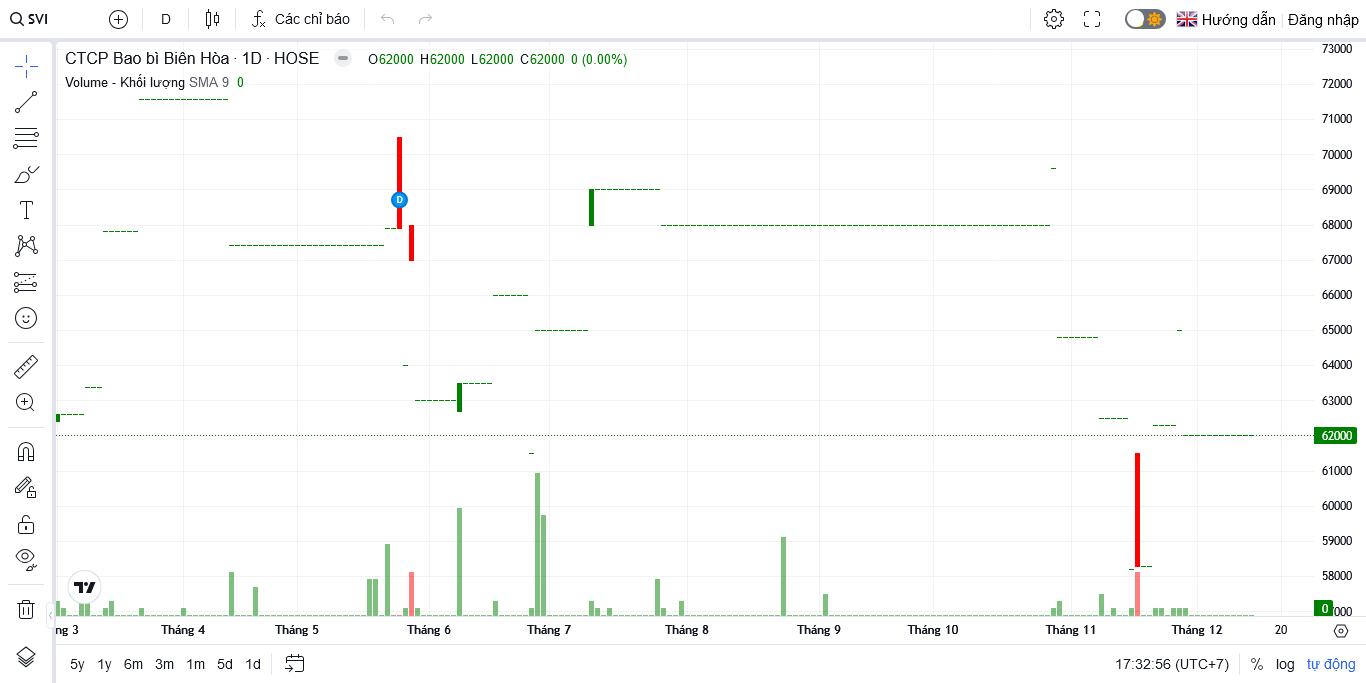 SVI D Các chỉ báo Hướng dẫn Đăng nhập
CTCP Bao bì Biên Hòa · 1D · HOSE O62000 H62000 L62000 C62000 0 (0.00%)
Volume - Khối lượng SMA 9 0
73000
72000
71000
70000
69000
D
68000
67000
66000
65000
64000
63000
62000
61000
60000
59000
58000
0
ng 3 Tháng 4 Tháng 5 Tháng 6 Tháng 7 Tháng 8 Tháng 9 Tháng 10 Tháng 11 Tháng 12 20
5y 1y 6m 3m 1m 5d 1d 17:32:56 (UTC+7) % log tự động